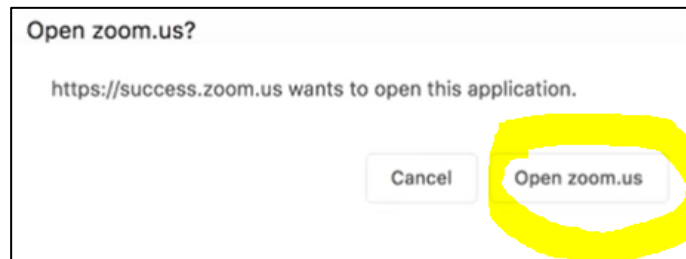 Open zoom.us?
https://success.zoom.us wants to open this application.
Cancel
Open zoom.us